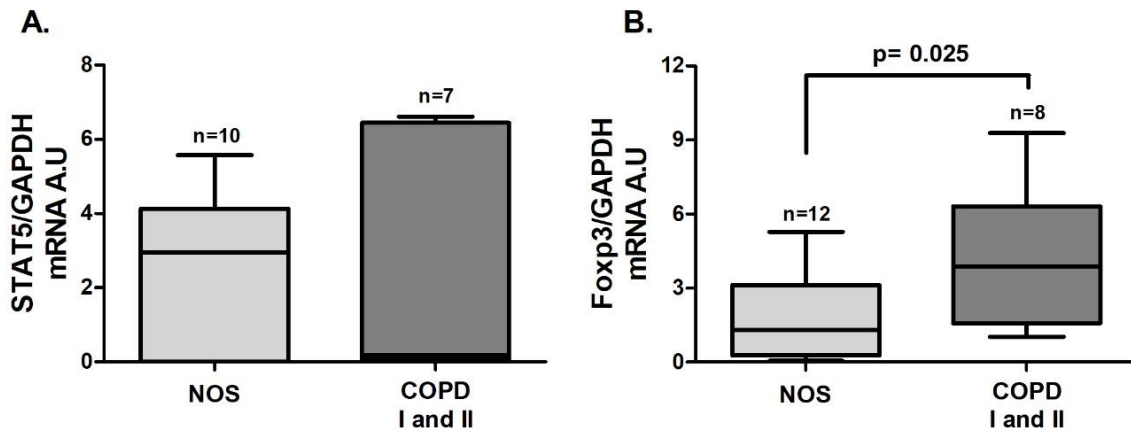 A.
STAT5/GAPDH
mRNA A.U
8
6
4
2
0
n=10
n=7
NOS
COPD
I and II
B.
Foxp3/GAPDH
mRNA A.U
12
9
6
3
0
p= 0.025
n=12
n=8
NOS
COPD
I and II